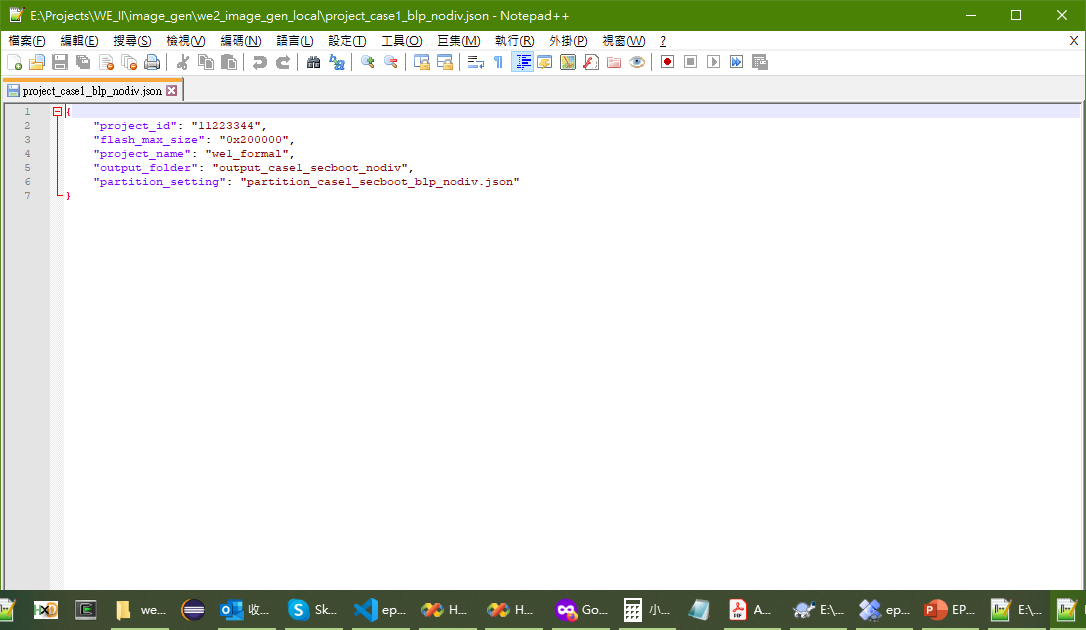 E:\Projects\WE_II\image_gen\we2_image_gen_local\project_case1_blp_nodiv.json - Notepad++
檔案(F) 編輯(E) 搜尋(S) 檢視(V) 編碼(N) 語言(L) 設定(T) 工具(O) 巨集(M) 執行(R) 外掛(P) 視窗(W) ? X
project_case1_blp_nodiv.json
1 {
2 "project_id": "11223344",
3 "flash_max_size": "0x200000",
4 "project_name": "we1_formal",
5 "output_folder": "output_case1_secboot_nodiv",
6 "partition_setting": "partition_case1_secboot_blp_nodiv.json"
7 }
we... 收... Sk... ep... H... H... Go... 小... A... E:\... ep... EP... E:\...